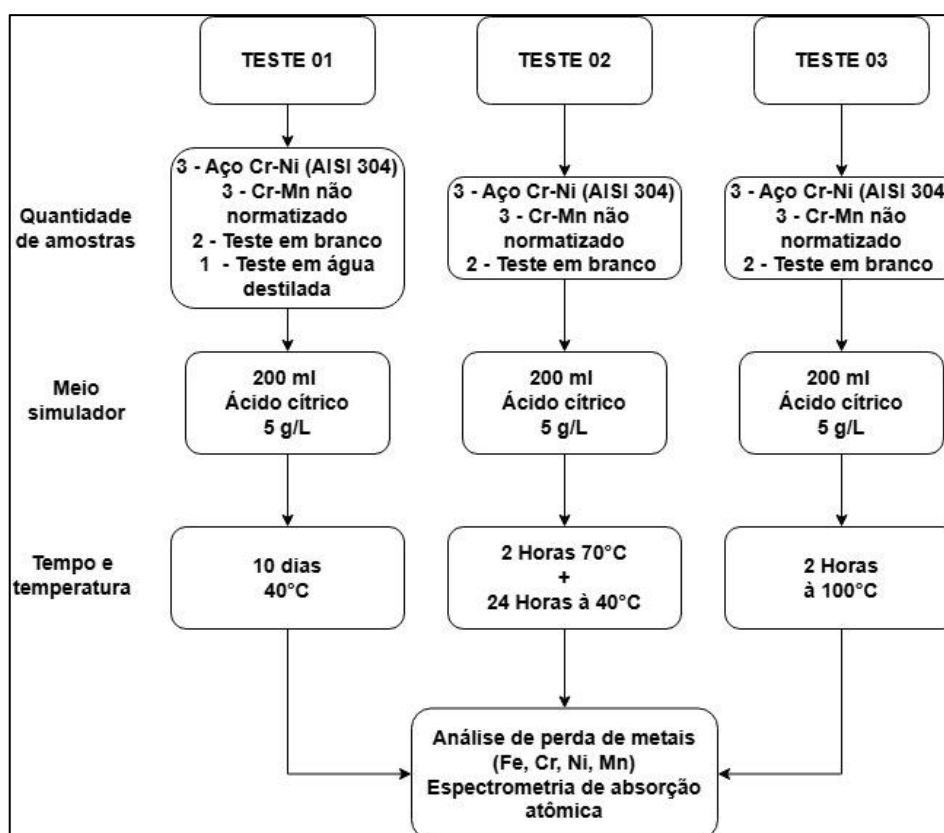 TESTE 01
TESTE 02
TESTE 03
Quantidade
de amostras
3 - Aço Cr-Ni (AISI 304)
3 - Cr-Mn não
normatizado
2 - Teste em branco
1 - Teste em água
destilada
3 - Aço Cr-Ni (AISI 304)
3 - Cr-Mn não
normatizado
2 - Teste em branco
3 - Aço Cr-Ni (AISI 304
3 - Cr-Mn não
normatizado
2 - Teste em branco
Meio
simulador
200 ml
Ácido cítrico
5 g/L
200 ml
Ácido cítrico
5 g/L
200 ml
Ácido cítrico
5 g/L
Tempo e
temperatura
10 dias
40°C
2 Horas 70°C
+
24 Horas à 40°C
2 Horas
à 100°C
Análise de perda de metais
(Fe, Cr, Ni, Mn)
Espectrometria de absorção
atômica